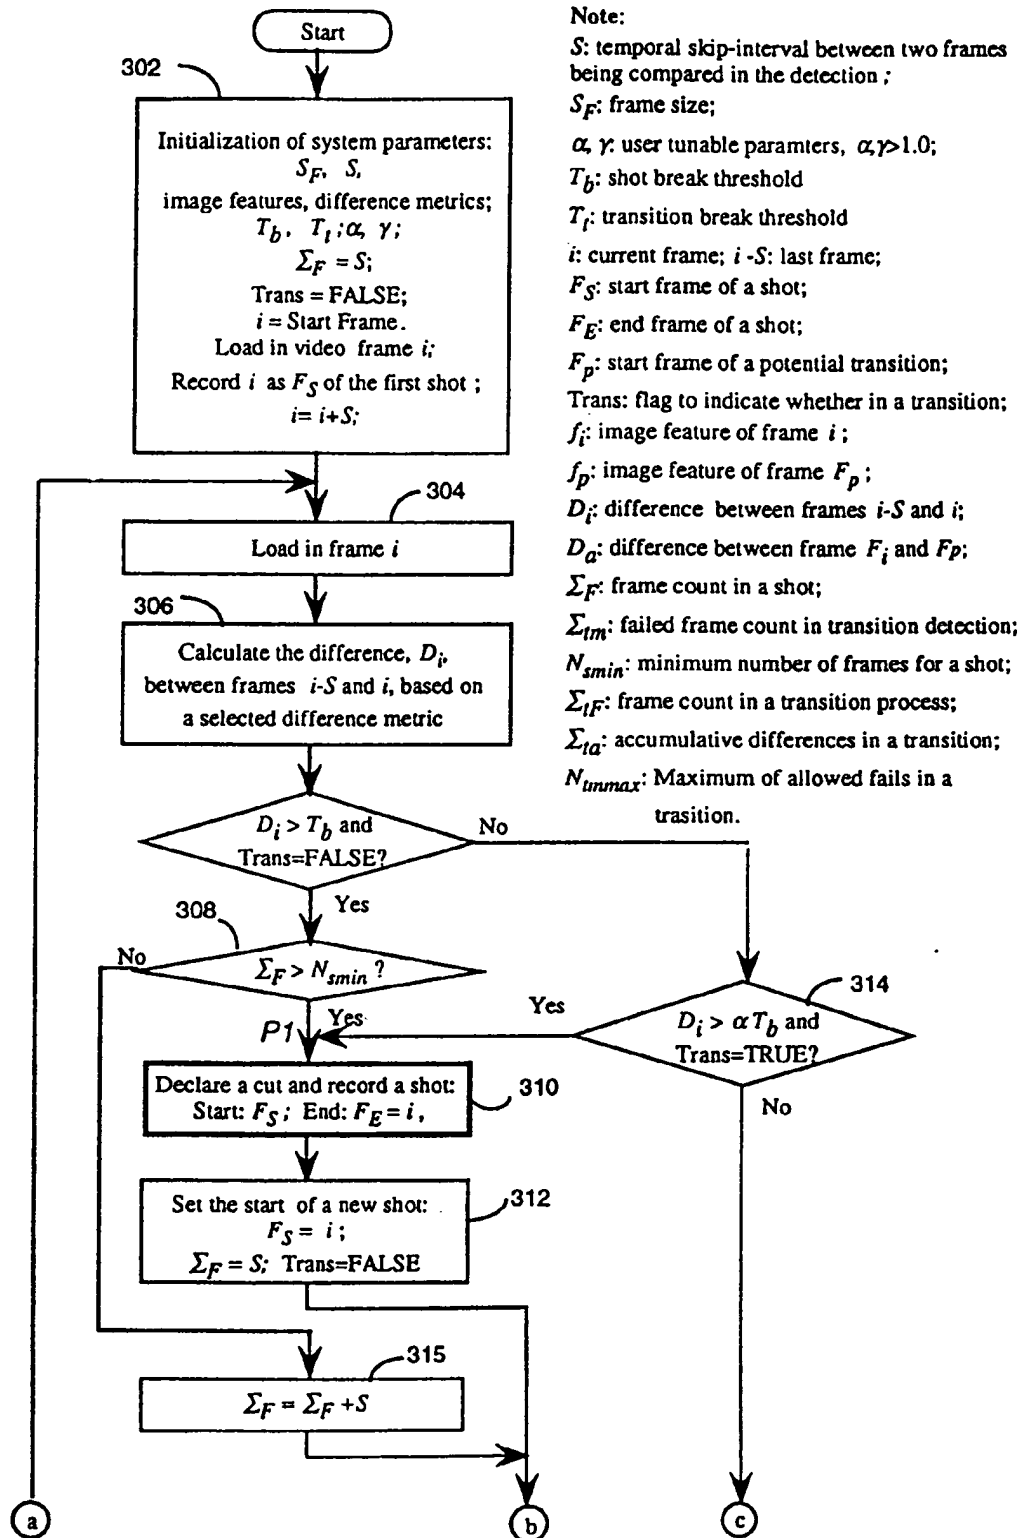 Start
302
Initialization of system parameters:
S_F, S,
image features, difference metrics;
T_b, T_t; α, γ;
Σ_F = S;
Trans = FALSE;
i = Start Frame.
Load in video frame i;
Record i as F_S of the first shot ;
i= i+S;
304
Load in frame i
306
Calculate the difference, D_i,
between frames i-S and i, based on
a selected difference metric
D_i > T_b and
Trans=FALSE?
No
Yes
308
No
Σ_F > N_smin ?
314
Yes
D_i > α T_b and
Trans=TRUE?
No
P1
Yes
310
Declare a cut and record a shot:
Start: F_S ; End: F_E = i,
312
Set the start of a new shot:
F_S = i ;
Σ_F = S; Trans=FALSE
315
Σ_F = Σ_F +S
a
b
c
Note:
S: temporal skip-interval between two frames
being compared in the detection ;
S_F: frame size;
α, γ: user tunable paramters, α,γ>1.0;
T_b: shot break threshold
T_t: transition break threshold
i: current frame; i -S: last frame;
F_S: start frame of a shot;
F_E: end frame of a shot;
F_p: start frame of a potential transition;
Trans: flag to indicate whether in a transition;
f_i: image feature of frame i ;
f_p: image feature of frame F_p ;
D_i: difference between frames i-S and i;
D_a: difference between frame F_i and Fp;
Σ_F: frame count in a shot;
Σ_tm: failed frame count in transition detection;
N_smin: minimum number of frames for a shot;
Σ_tF: frame count in a transition process;
Σ_ta: accumulative differences in a transition;
N_tmmax: Maximum of allowed fails in a
trasition.